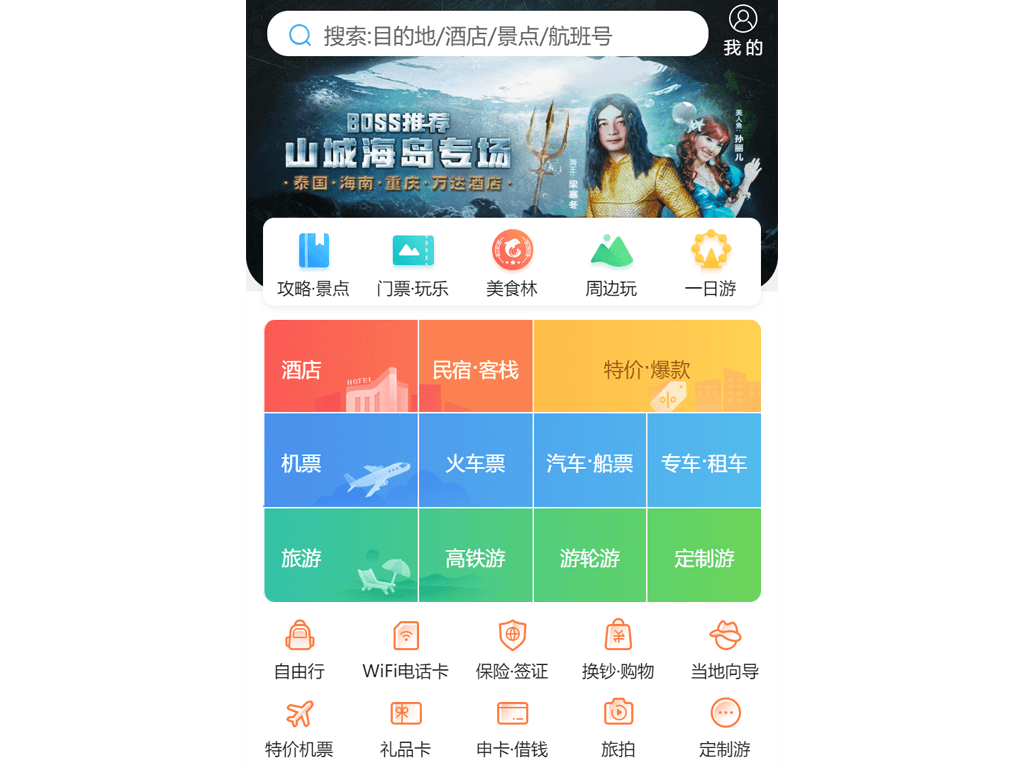 搜索:目的地/酒店/景点/航班号
我的
BOSS推荐
山城海岛专场
·泰国·海南·重庆·万达酒店·
海王:梁寒冬
美人鱼:孙丽儿
攻略·景点 门票·玩乐 美食林 周边玩 一日游
酒店 民宿·客栈 特价·爆款
HOTEL
机票 火车票 汽车·船票 专车·租车
旅游 高铁游 游轮游 定制游
自由行 WiFi电话卡 保险·签证 换钞·购物 当地向导
特价机票 礼品卡 申卡·借钱 旅拍 定制游